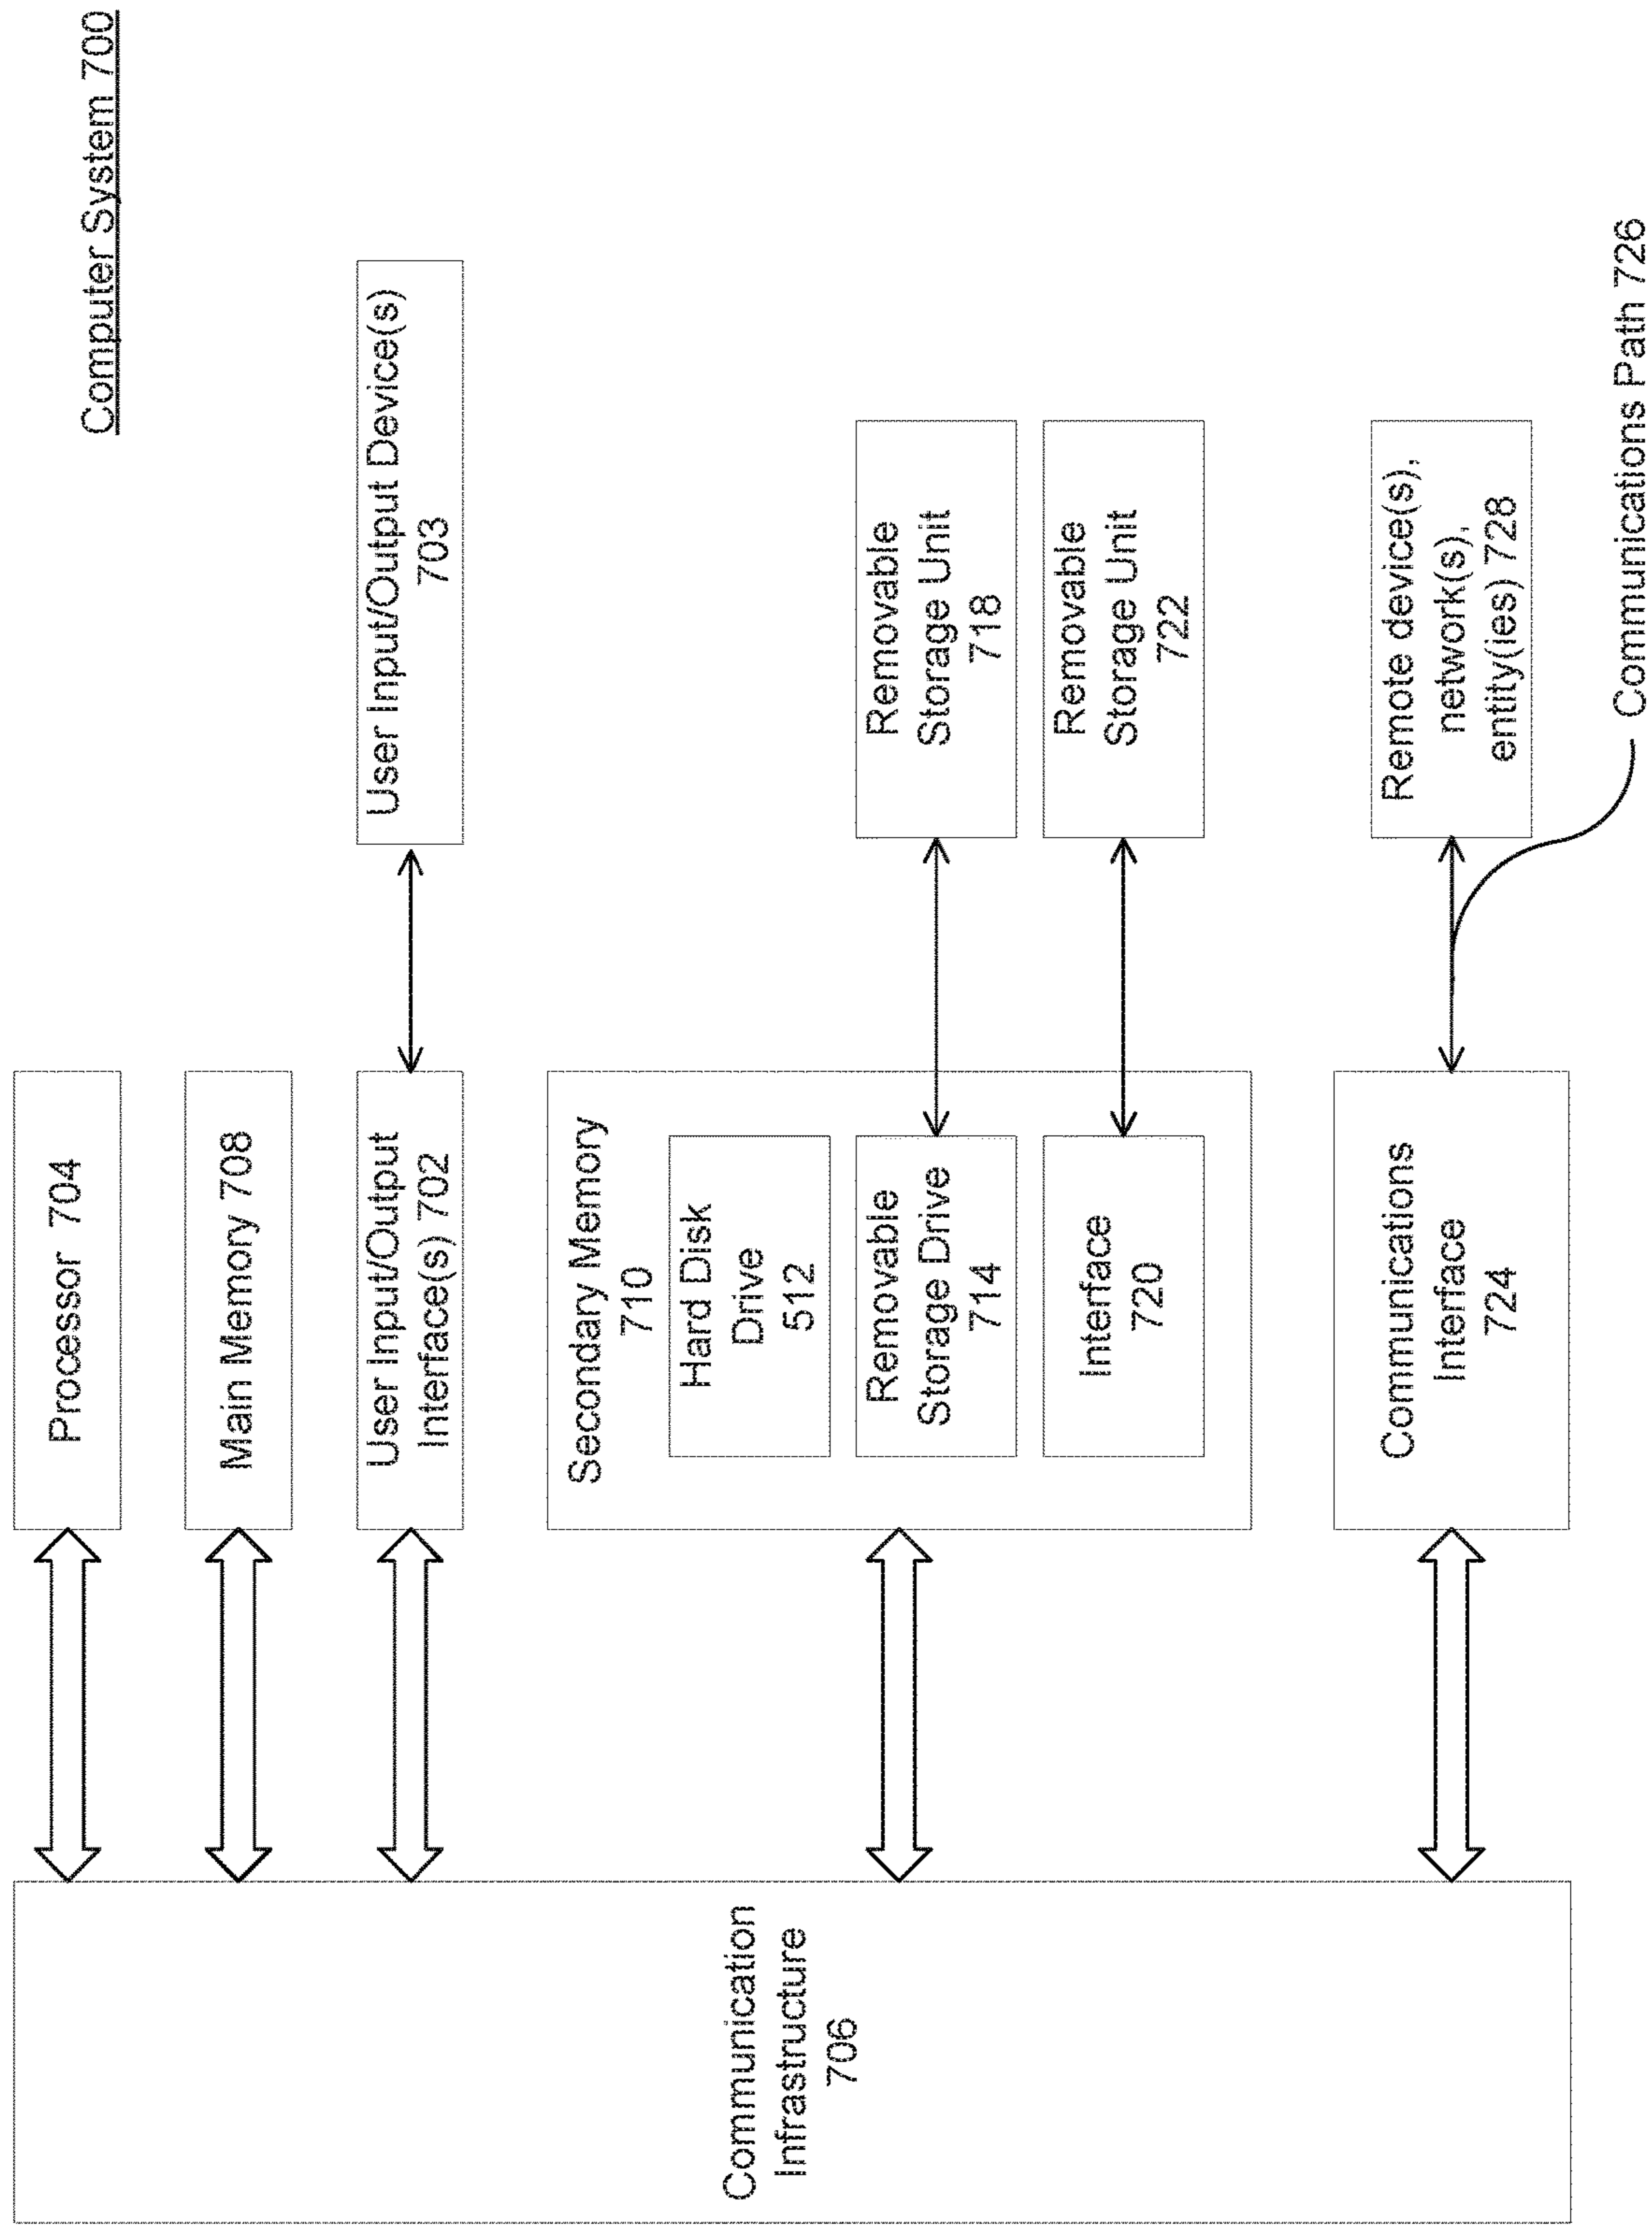 Computer System 700
Processor 704
Main Memory 708
User Input/Output
Interface(s) 702
User Input/Output Device(s)
703
Secondary Memory
710
Hard Disk
Drive
512
Removable
Storage Drive
714
Interface
720
Removable
Storage Unit
718
Removable
Storage Unit
722
Communications
Interface
724
Remote device(s),
network(s),
entity(ies) 728
Communications Path 726
Communication
Infrastructure
706